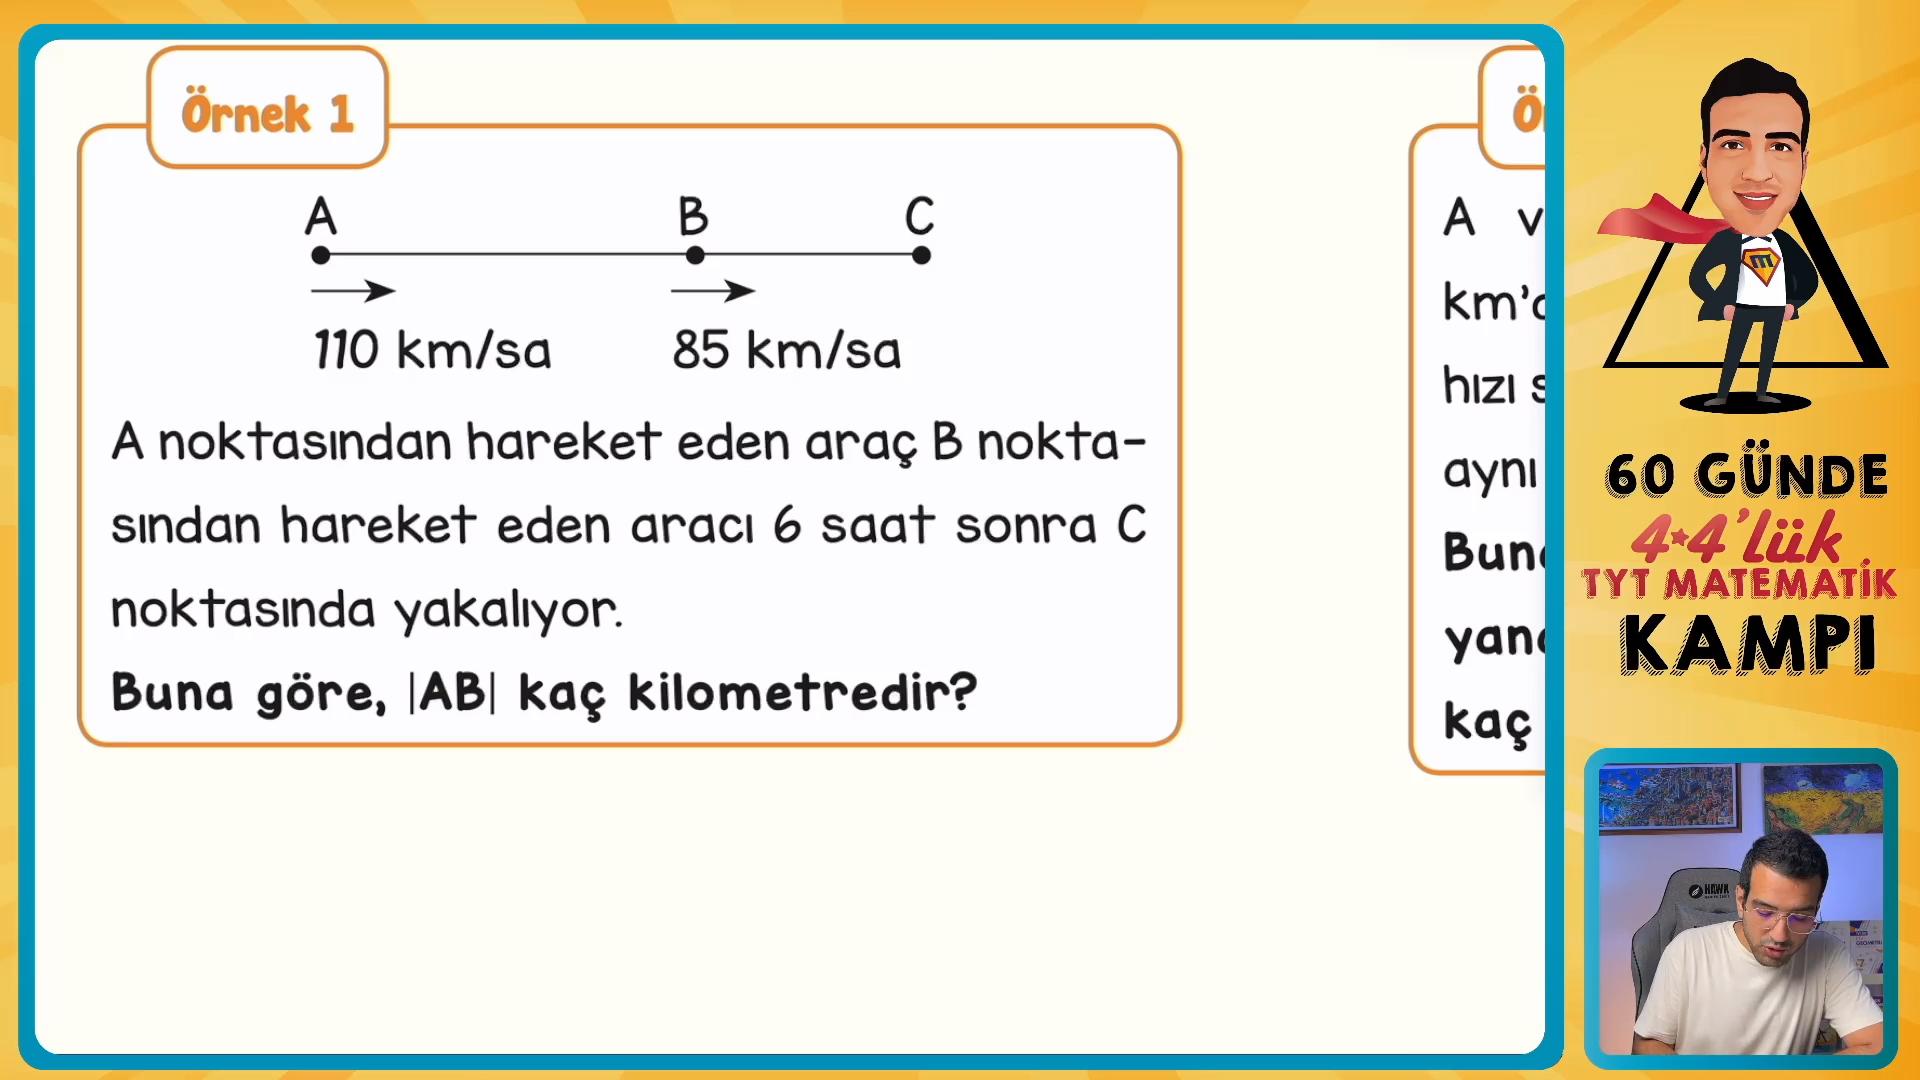 Örnek 1
A B C
110 km/sa 85 km/sa
A noktasından hareket eden araç B nokta-
sından hareket eden aracı 6 saat sonra C
noktasında yakalıyor.
Buna göre, |AB| kaç kilometredir?
A
km'
hızı
aynı
kaç
m
60 GÜNDE
4*4'lük
TYT MATEMATİK
KAMPI
HAWK